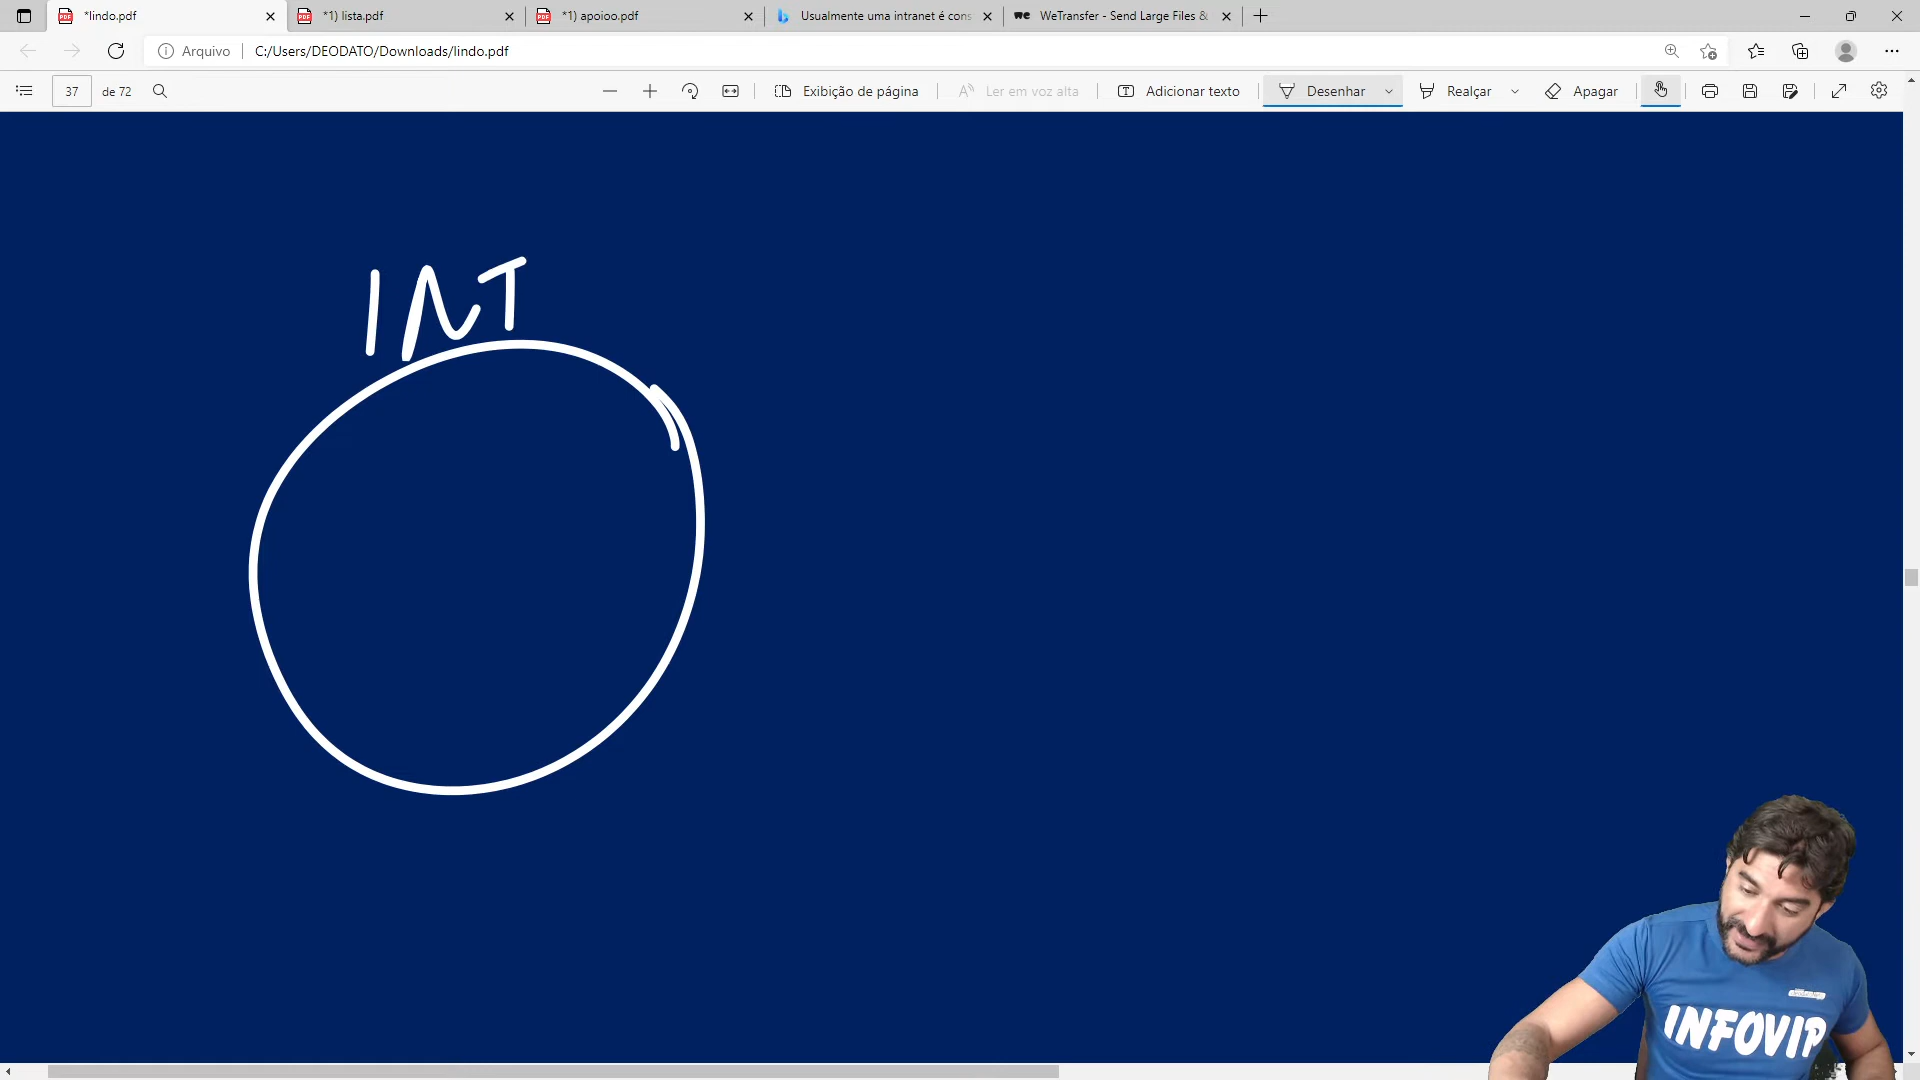 *lindo.pdf
*1) lista.pdf
*1) apoioo.pdf
Usualmente uma intranet é cons
WeTransfer - Send Large Files &
Arquivo
C:/Users/DEODATO/Downloads/lindo.pdf
37 de 72
Exibição de página
Ler em voz alta
Adicionar texto
Desenhar
Realçar
Apagar
INT
INFOVIP